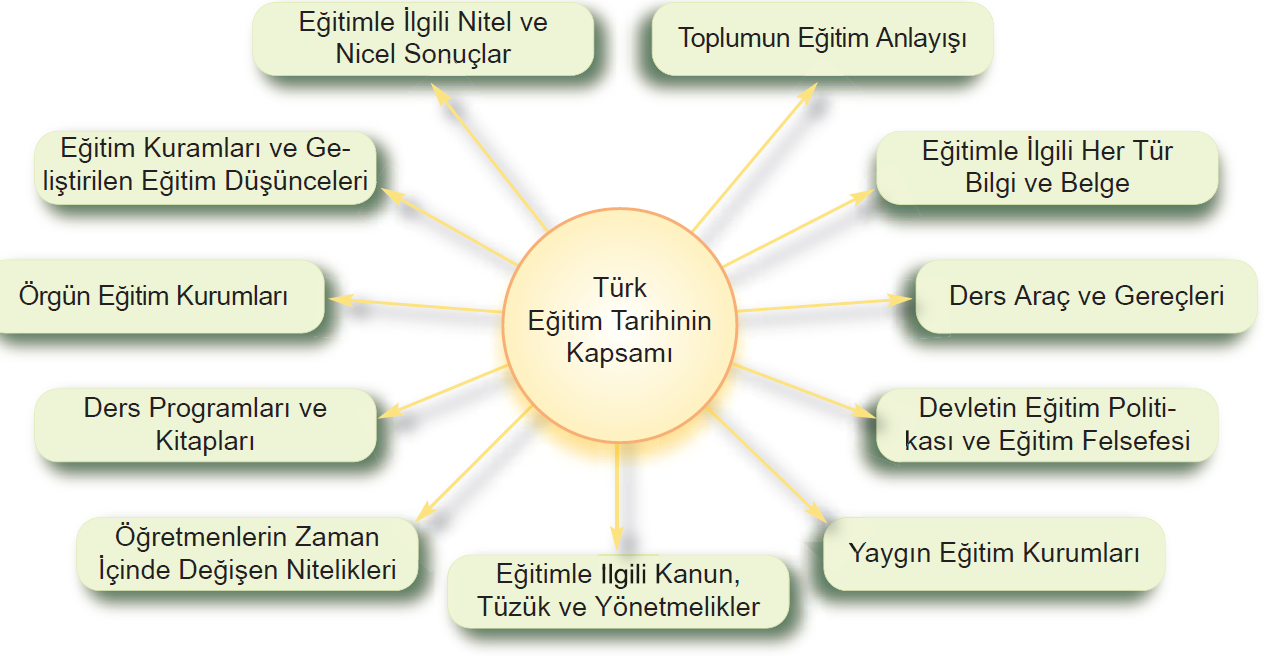 Eğitimle İlgili Nitel ve
Nicel Sonuçlar
Toplumun Eğitim Anlayışı
Eğitim Kuramları ve Ge-
liştirilen Eğitim Düşünceleri
Eğitimle İlgili Her Tür
Bilgi ve Belge
Örgün Eğitim Kurumları
Türk
Eğitim Tarihinin
Kapsamı
Ders Araç ve Gereçleri
Ders Programları ve
Kitapları
Devletin Eğitim Politi-
kası ve Eğitim Felsefesi
Öğretmenlerin Zaman
İçinde Değişen Nitelikleri
Eğitimle Ilgili Kanun,
Tüzük ve Yönetmelikler
Yaygın Eğitim Kurumları